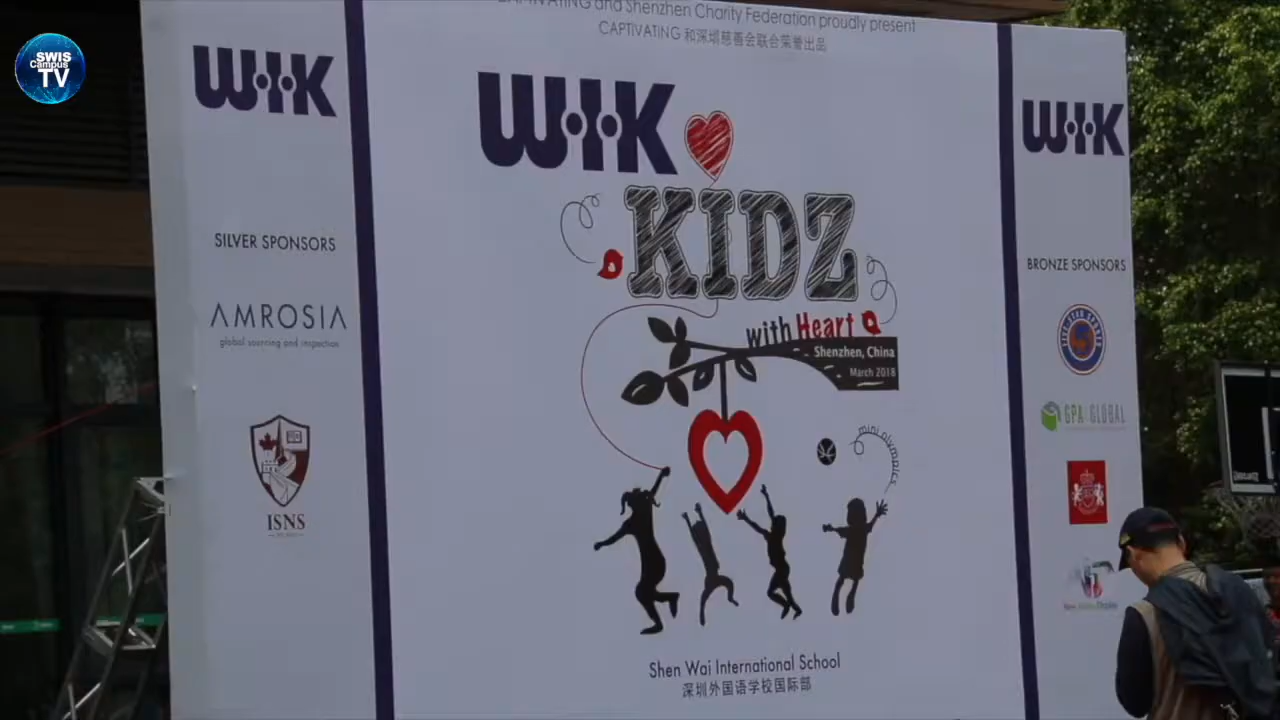 SWIS
Campus
TV
and Shenzhen Charity Federation proudly present
CAPTIVATING 和深圳慈善会联合荣誉出品
WIK
SILVER SPONSORS
AMROSIA
global sourcing and inspection
ISNS
WIK
KIDZ
with Heart
Shenzhen, China
March 2018
mini olympics
Shen Wai International School
深圳外国语学校国际部
WIK
BRONZE SPONSORS
FIVE STAR SPORTS
GPA GLOBAL